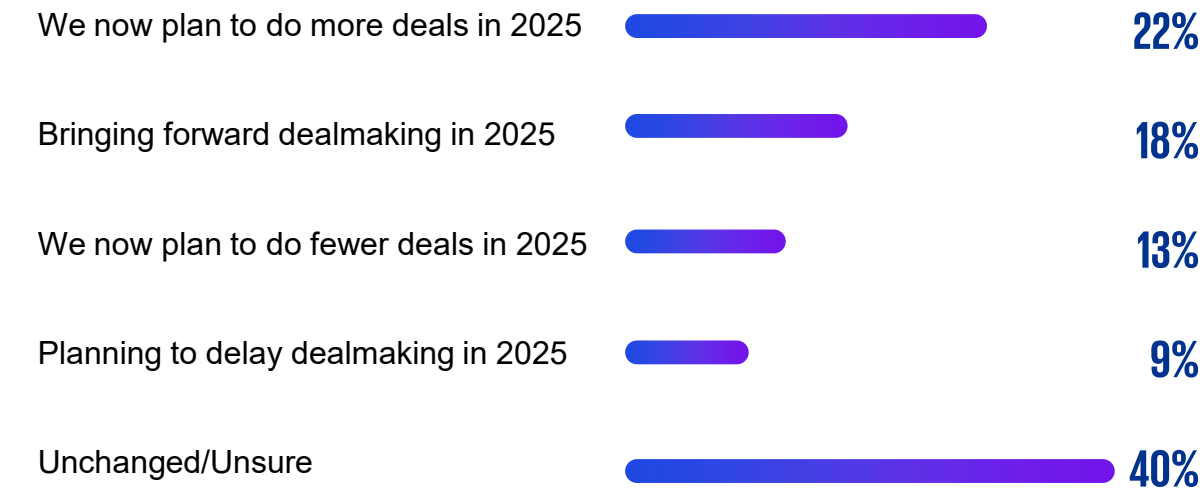 We now plan to do more deals in 2025 22%
Bringing forward dealmaking in 2025 18%
We now plan to do fewer deals in 2025 13%
Planning to delay dealmaking in 2025 9%
Unchanged/Unsure 40%